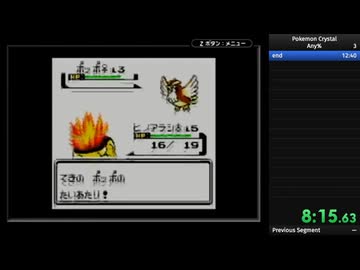 Z ボタン：メニュー
ポッポ♀ L3
HP
ヒノアラシ♂ L5
HP
16/ 19
てきの ポッポの
たいあたり！
Pokemon Crystal
Any% 3
end 12:40
8:15.63
Previous Segment —